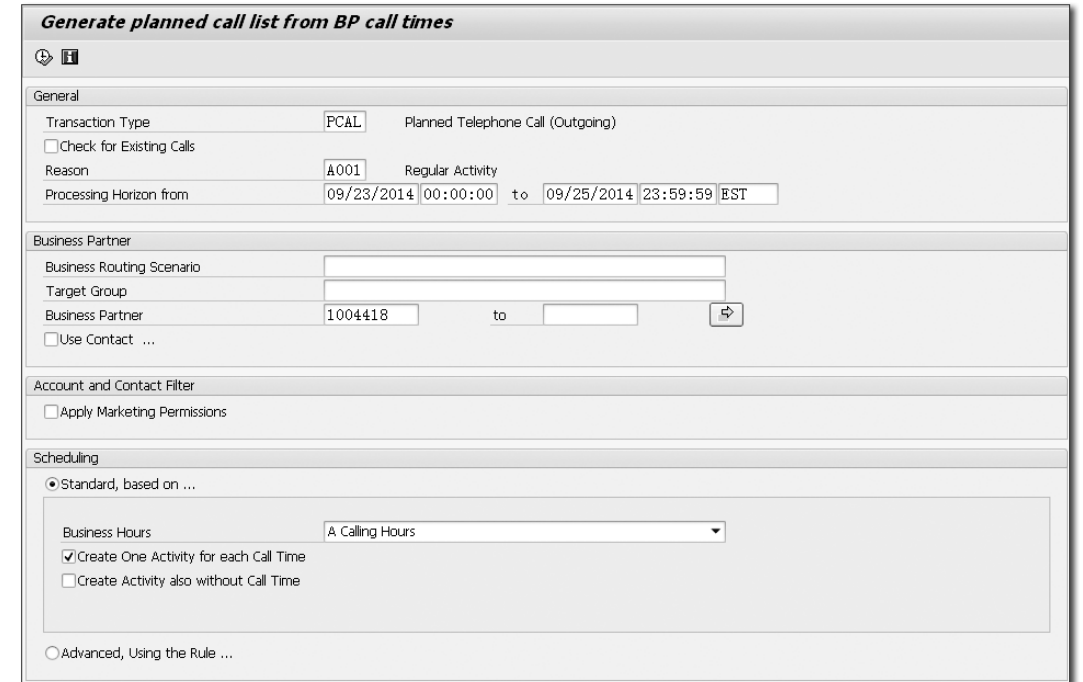 Generate planned call list from BP call times
General
Transaction Type PCAL Planned Telephone Call (Outgoing)
Check for Existing Calls
Reason A001 Regular Activity
Processing Horizon from 09/23/2014 00:00:00 to 09/25/2014 23:59:59 EST
Business Partner
Business Routing Scenario
Target Group
Business Partner 1004418 to
Use Contact ...
Account and Contact Filter
Apply Marketing Permissions
Scheduling
Standard, based on ...
Business Hours A Calling Hours
Create One Activity for each Call Time
Create Activity also without Call Time
Advanced, Using the Rule ...